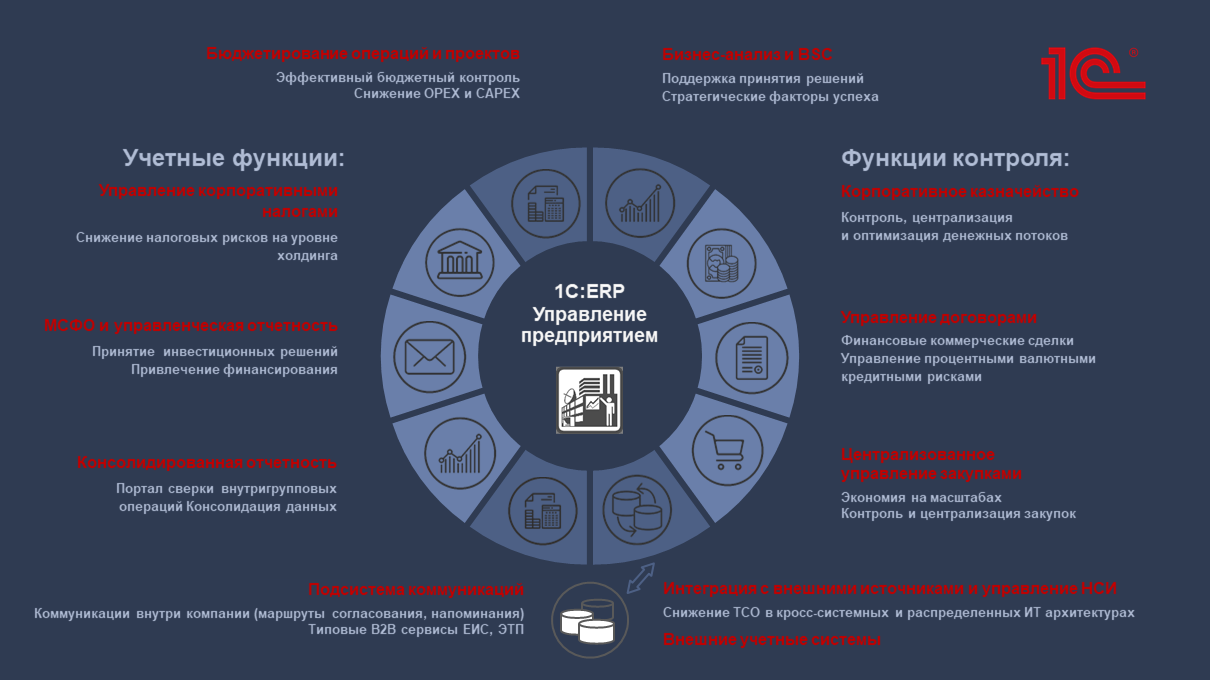 Бюджетирование операций и проектов
Эффективный бюджетный контроль
Снижение OPEX и CAPEX
Бизнес-анализ и BSC
Поддержка принятия решений
Стратегические факторы успеха
1С®
Учетные функции:
Управление корпоративными
налогами
Снижение налоговых рисков на уровне
холдинга
МСФО и управленческая отчетность
Принятие инвестиционных решений
Привлечение финансирования
Консолидированная отчетность
Портал сверки внутригрупповых
операций Консолидация данных
Подсистема коммуникаций
Коммуникации внутри компании (маршруты согласования, напоминания)
Типовые B2B сервисы ЕИС, ЭТП
1С:ERP
Управление
предприятием
Функции контроля:
Корпоративное казначейство
Контроль, централизация
и оптимизация денежных потоков
Управление договорами
Финансовые коммерческие сделки
Управление процентными валютными
кредитными рисками
Централизованное
управление закупками
Экономия на масштабах
Контроль и централизация закупок
Интеграция с внешними источниками и управление НСИ
Снижение ТСО в кросс-системных и распределенных ИТ архитектурах
Внешние учетные системы